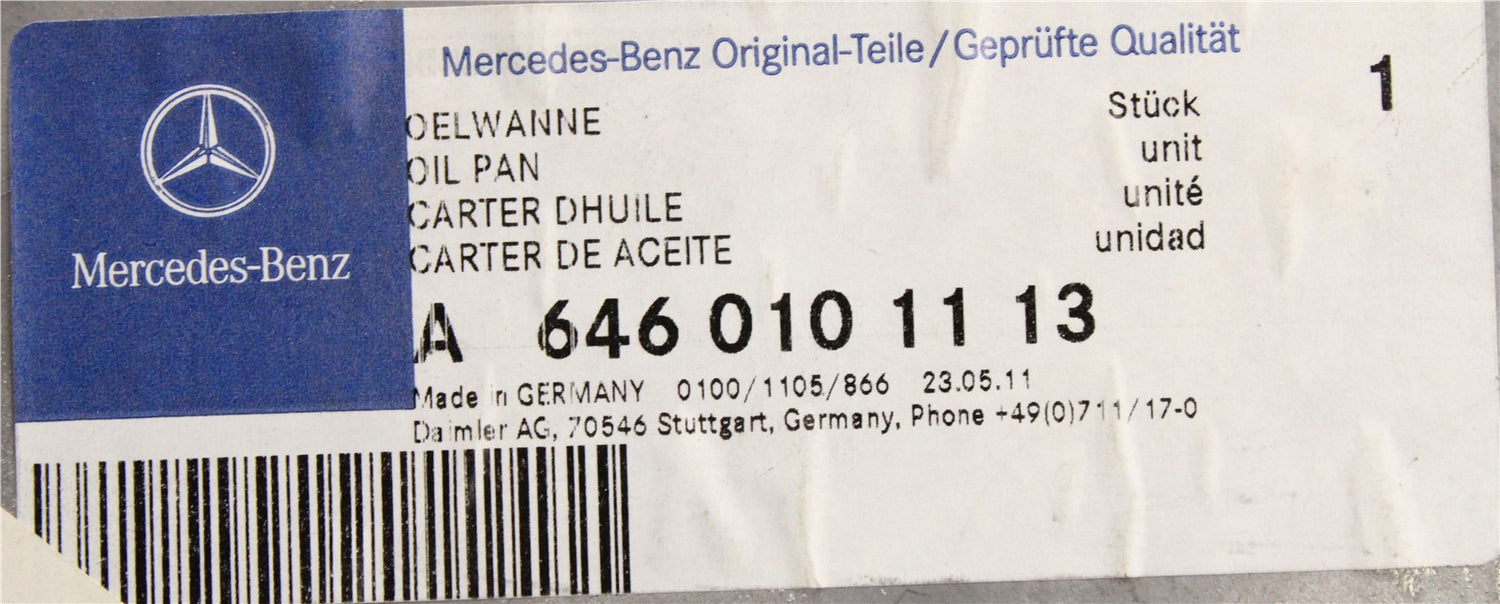 Mercedes-Benz Original-Teile/Geprüfte Qualität
Mercedes-Benz
OELWANNE
OIL PAN
CARTER DHUILE
CARTER DE ACEITE
Stück 1
unit
unité
unidad
A 646 010 11 13
Made in GERMANY 0100/1105/866 23.05.11
Daimler AG, 70546 Stuttgart, Germany, Phone +49(0)711/17-0